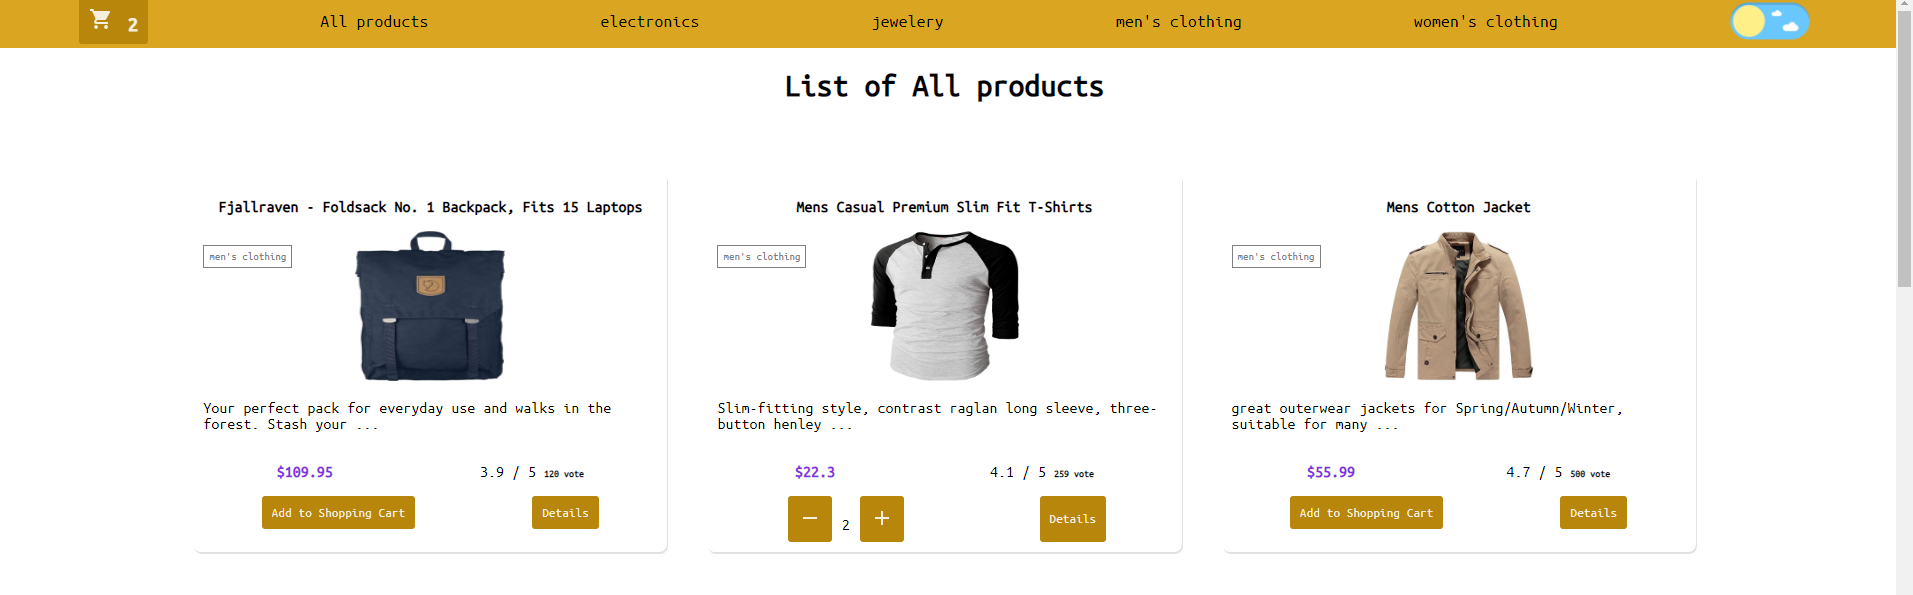 2
All products
electronics
jewelery
men's clothing
women's clothing
List of All products
Fjallraven - Foldsack No. 1 Backpack, Fits 15 Laptops
men's clothing
Your perfect pack for everyday use and walks in the
forest. Stash your ...
$109.95
3.9 / 5 120 vote
Add to Shopping Cart
Details
Mens Casual Premium Slim Fit T-Shirts
men's clothing
Slim-fitting style, contrast raglan long sleeve, three-
button henley ...
$22.3
4.1 / 5 259 vote
− 2 +
Details
Mens Cotton Jacket
men's clothing
great outerwear jackets for Spring/Autumn/Winter,
suitable for many ...
$55.99
4.7 / 5 500 vote
Add to Shopping Cart
Details